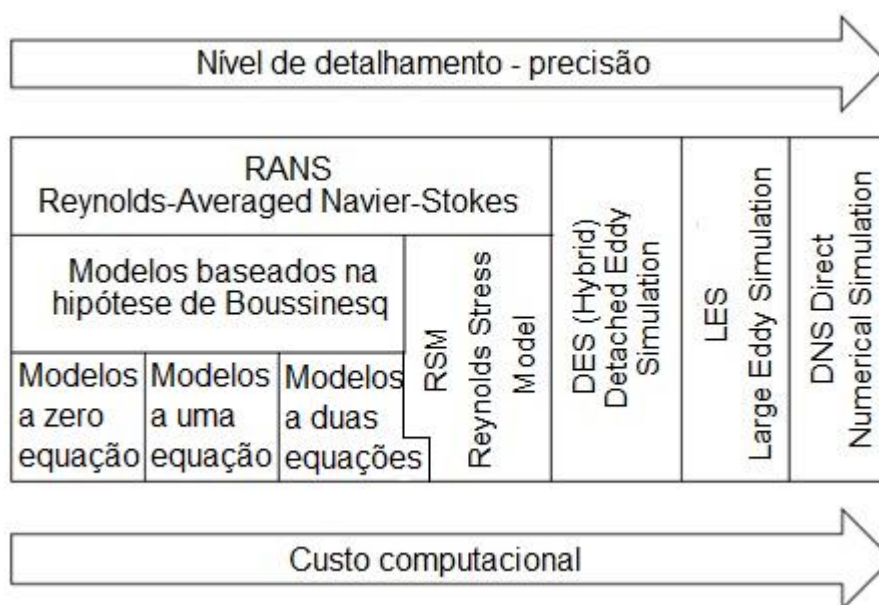 Nível de detalhamento - precisão
RANS
Reynolds-Averaged Navier-Stokes
Modelos baseados na
hipótese de Boussinesq
Modelos
a zero
equação
Modelos
a uma
equação
Modelos
a duas
equações
RSM
Reynolds Stress
Model
DES (Hybrid)
Detached Eddy
Simulation
LES
Large Eddy Simulation
DNS Direct
Numerical Simulation
Custo computacional